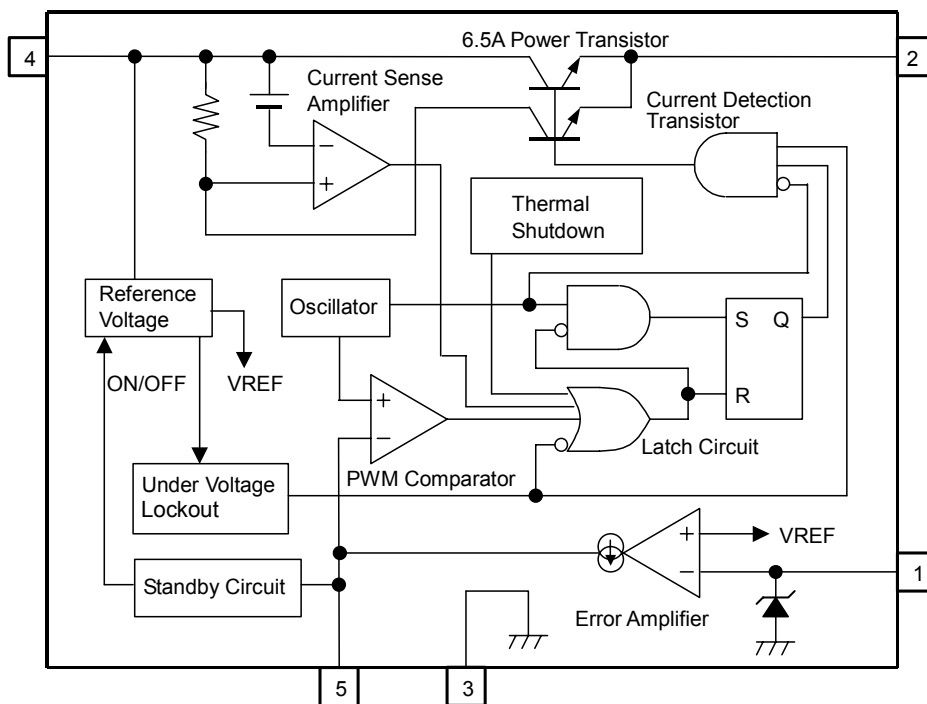 6.5A Power Transistor
4
2
Current Sense
Amplifier
Current Detection
Transistor
−
+
Thermal
Shutdown
Reference
Voltage
Oscillator
S Q
ON/OFF
VREF
R
+
−
Latch Circuit
PWM Comparator
Under Voltage
Lockout
+
VREF
−
1
Standby Circuit
Error Amplifier
5
3